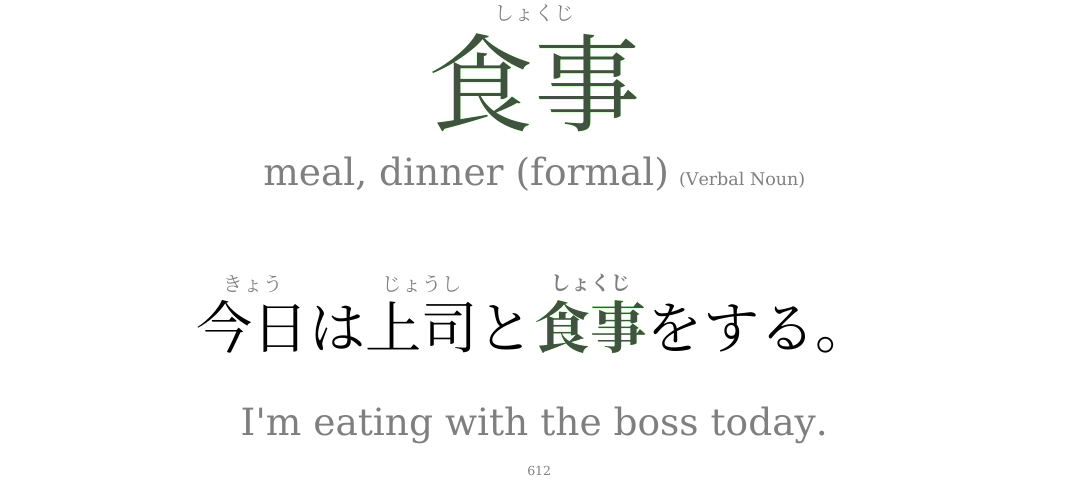 しょくじ
食事
meal, dinner (formal) (Verbal Noun)
きょう じょうし しょくじ
今日は上司と食事をする。
I'm eating with the boss today.
612